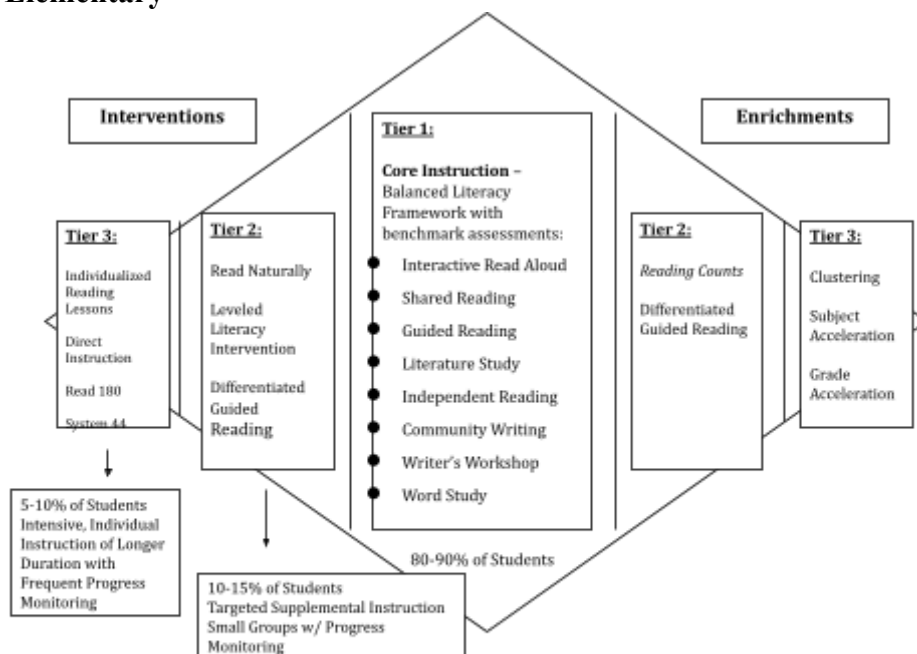 Elementary
Interventions
Enrichments
Tier 1:
Core Instruction –
Balanced Literacy
Framework with
benchmark assessments:
Interactive Read Aloud
Shared Reading
Guided Reading
Literature Study
Independent Reading
Community Writing
Writer's Workshop
Word Study
Tier 3:
Individualized
Reading
Lessons
Direct
Instruction
Read 180
System 44
Tier 2:
Read Naturally
Leveled
Literacy
Intervention
Differentiated
Guided
Reading
Tier 2:
Reading Counts
Differentiated
Guided Reading
Tier 3:
Clustering
Subject
Acceleration
Grade
Acceleration
5-10% of Students
Intensive, Individual
Instruction of Longer
Duration with
Frequent Progress
Monitoring
80-90% of Students
10-15% of Students
Targeted Supplemental Instruction
Small Groups w/ Progress
Monitoring